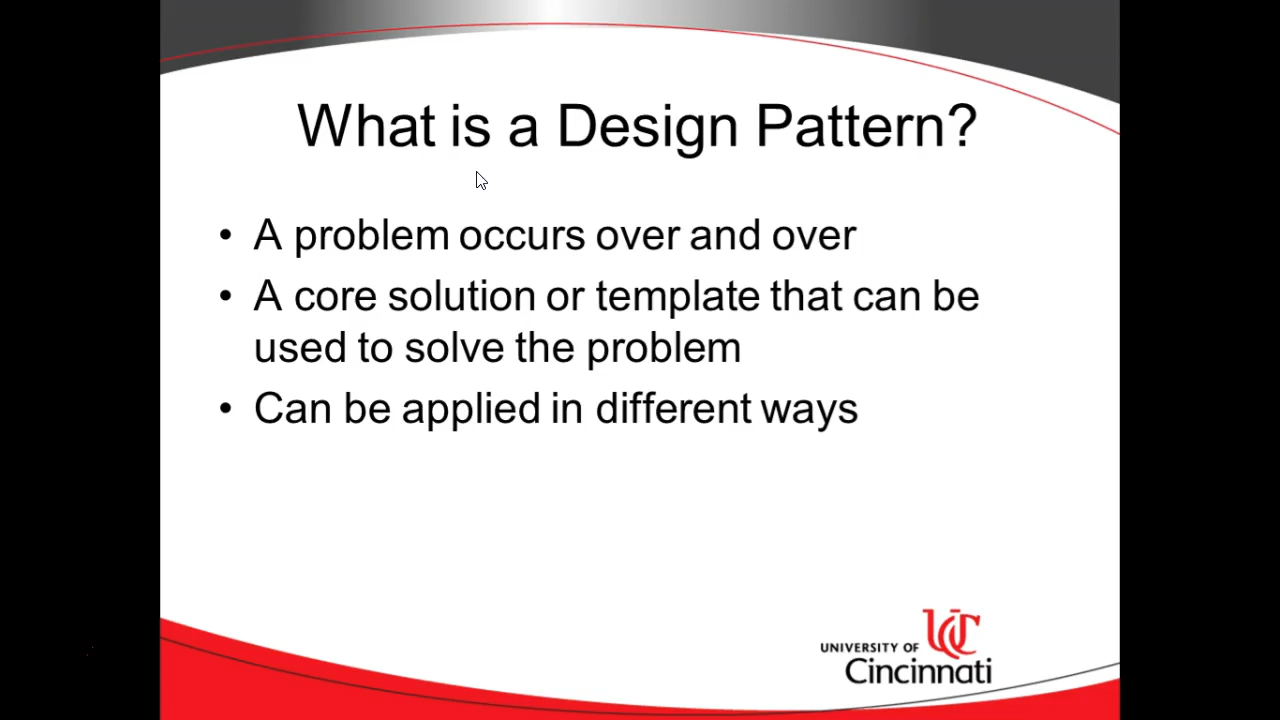 What is a Design Pattern?
• A problem occurs over and over
• A core solution or template that can be
used to solve the problem
• Can be applied in different ways
UNIVERSITY OF UC
Cincinnati